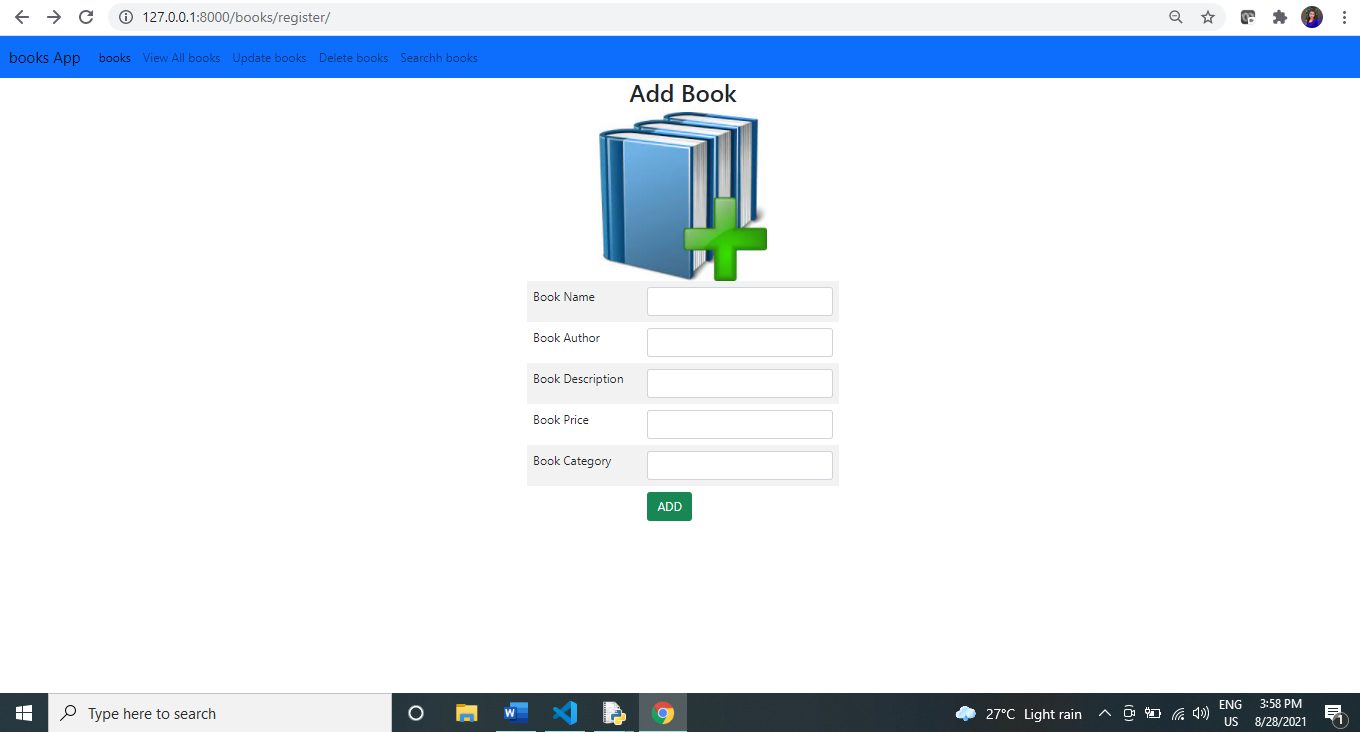 127.0.0.1:8000/books/register/
books App books View All books Update books Delete books Searchh books
Add Book
Book Name
Book Author
Book Description
Book Price
Book Category
ADD
Type here to search
W
27°C Light rain
ENG
US
3:58 PM
8/28/2021
1